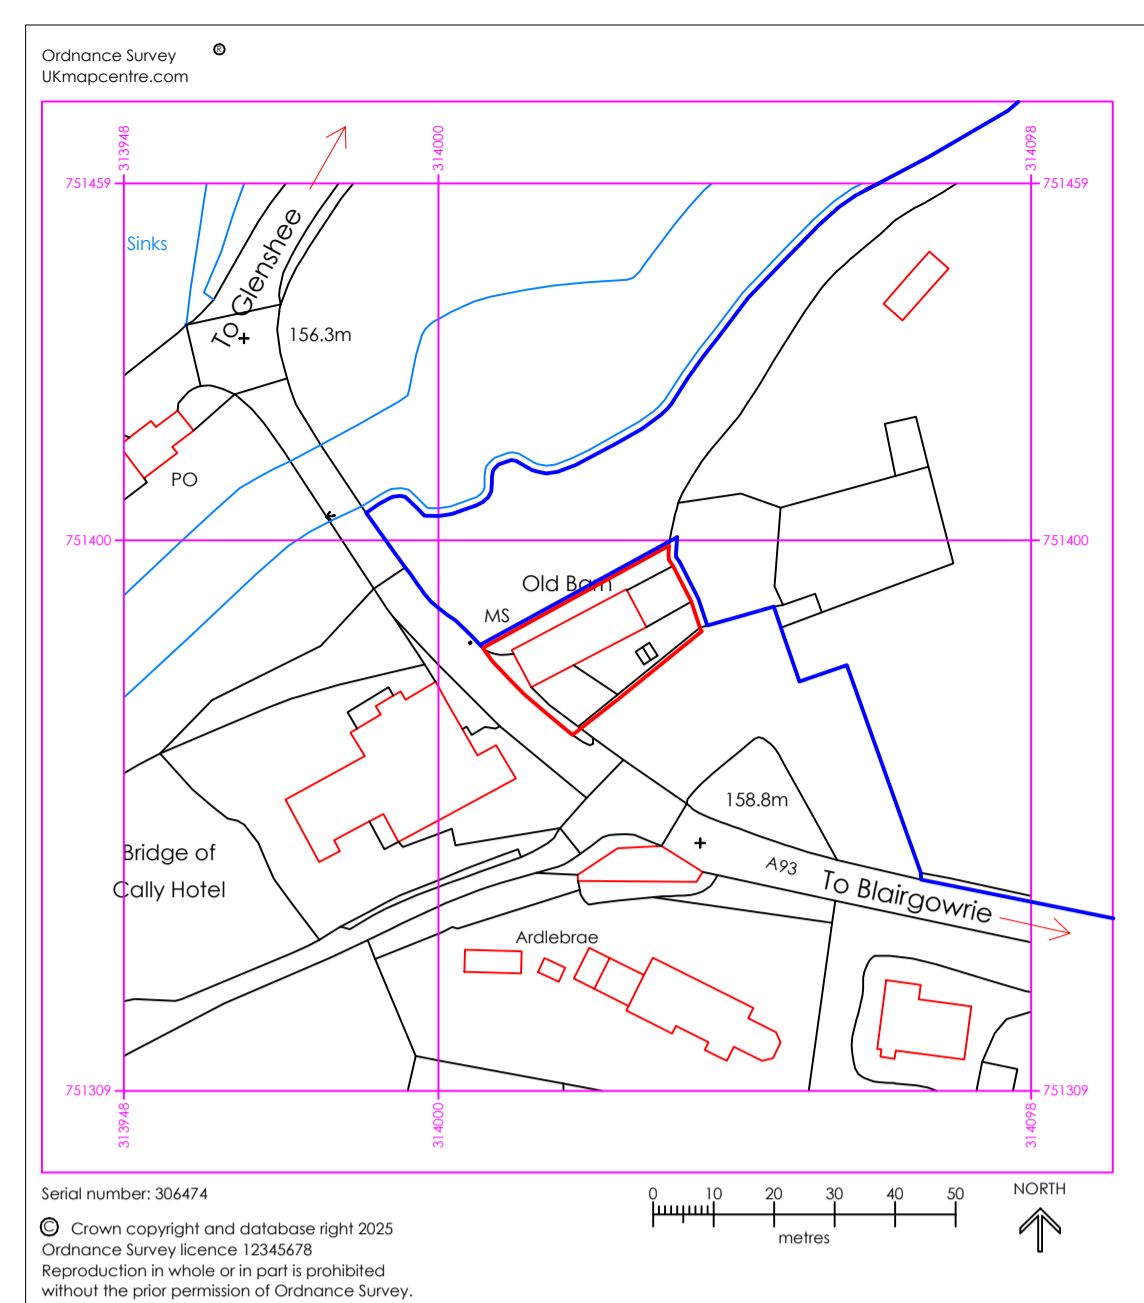 Ordnance Survey ®
UKmapcentre.com
313948
314000
314098
751459
751459
Sinks
To Glenshee
156.3m
PO
751400
751400
Old Barn
MS
158.8m
Bridge of
Cally Hotel
A93
To Blairgowrie
Ardlebrae
751309
751309
313948
314000
314098
Serial number: 306474
© Crown copyright and database right 2025
Ordnance Survey licence 12345678
Reproduction in whole or in part is prohibited
without the prior permission of Ordnance Survey.
0 10 20 30 40 50
metres
NORTH